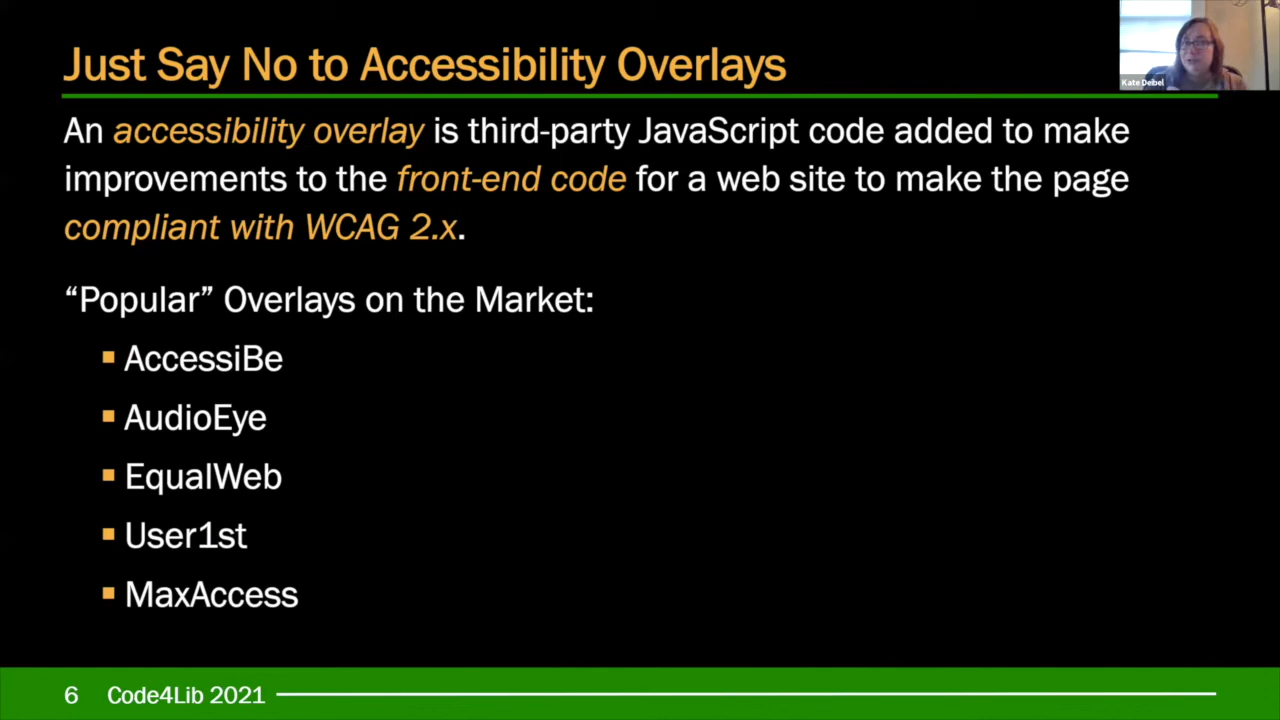 Just Say No to Accessibility Overlays
Kate Deibel
An accessibility overlay is third-party JavaScript code added to make
improvements to the front-end code for a web site to make the page
compliant with WCAG 2.x.
“Popular” Overlays on the Market:
▪ AccessiBe
▪ AudioEye
▪ EqualWeb
▪ User1st
▪ MaxAccess
6 Code4Lib 2021